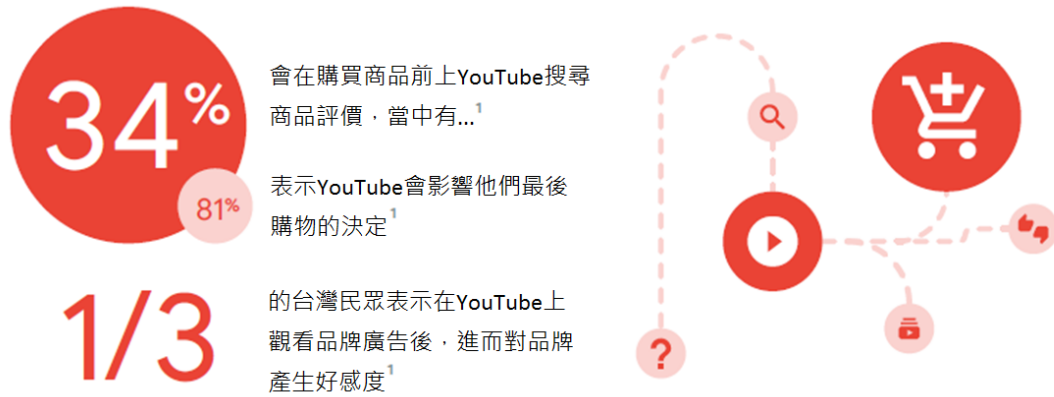 34%
會在購買商品前上YouTube搜尋
商品評價，當中有...1
81%
表示YouTube會影響他們最後
購物的決定1
1/3
的台灣民眾表示在YouTube上
觀看品牌廣告後，進而對品牌
產生好感度1
?